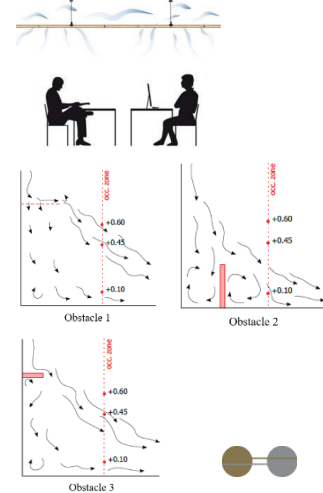 occ. zone
+0.60
+0.45
+0.10
Obstacle 1
occ. zone
+0.60
+0.45
+0.10
Obstacle 2
occ. zone
+0.60
+0.45
+0.10
Obstacle 3